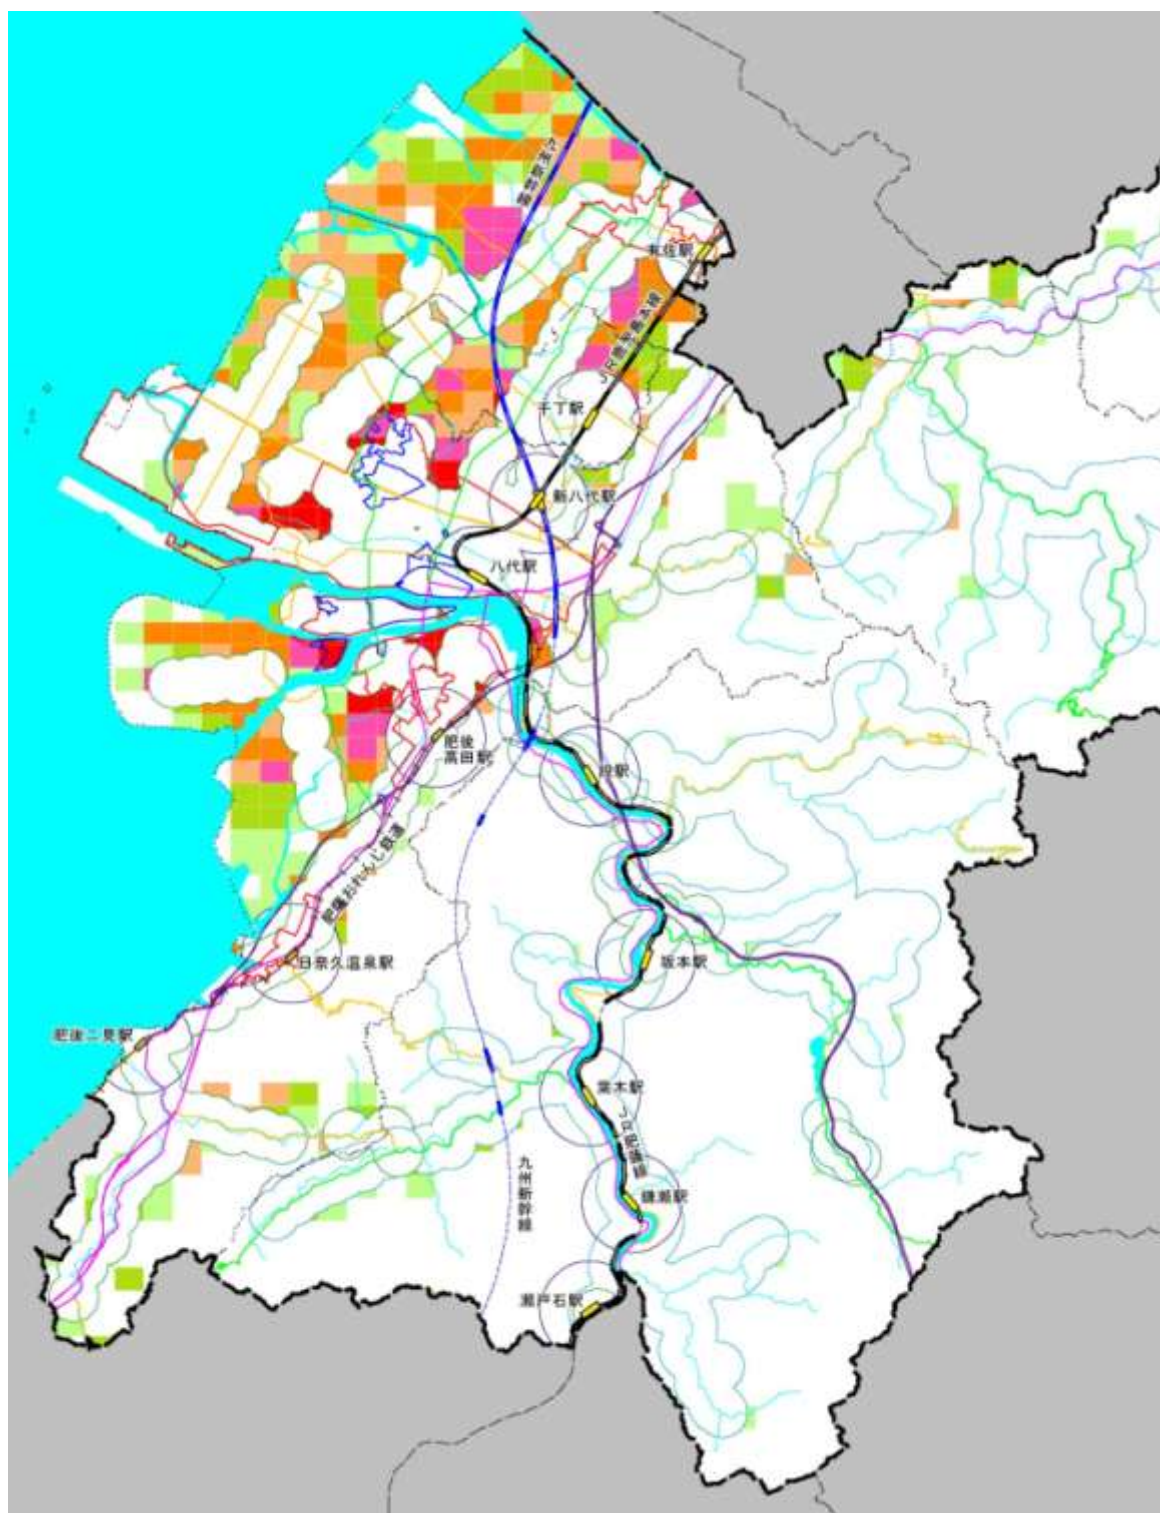 九州新幹線
有佐駅
JR鹿児島本線
千丁駅
新八代駅
八代駅
肥後
高田駅
段駅
肥薩おれんじ鉄道
日奈久温泉駅
坂本駅
肥後二見駅
葉木駅
JR肥薩線
九州新幹線
鎌瀬駅
瀬戸石駅